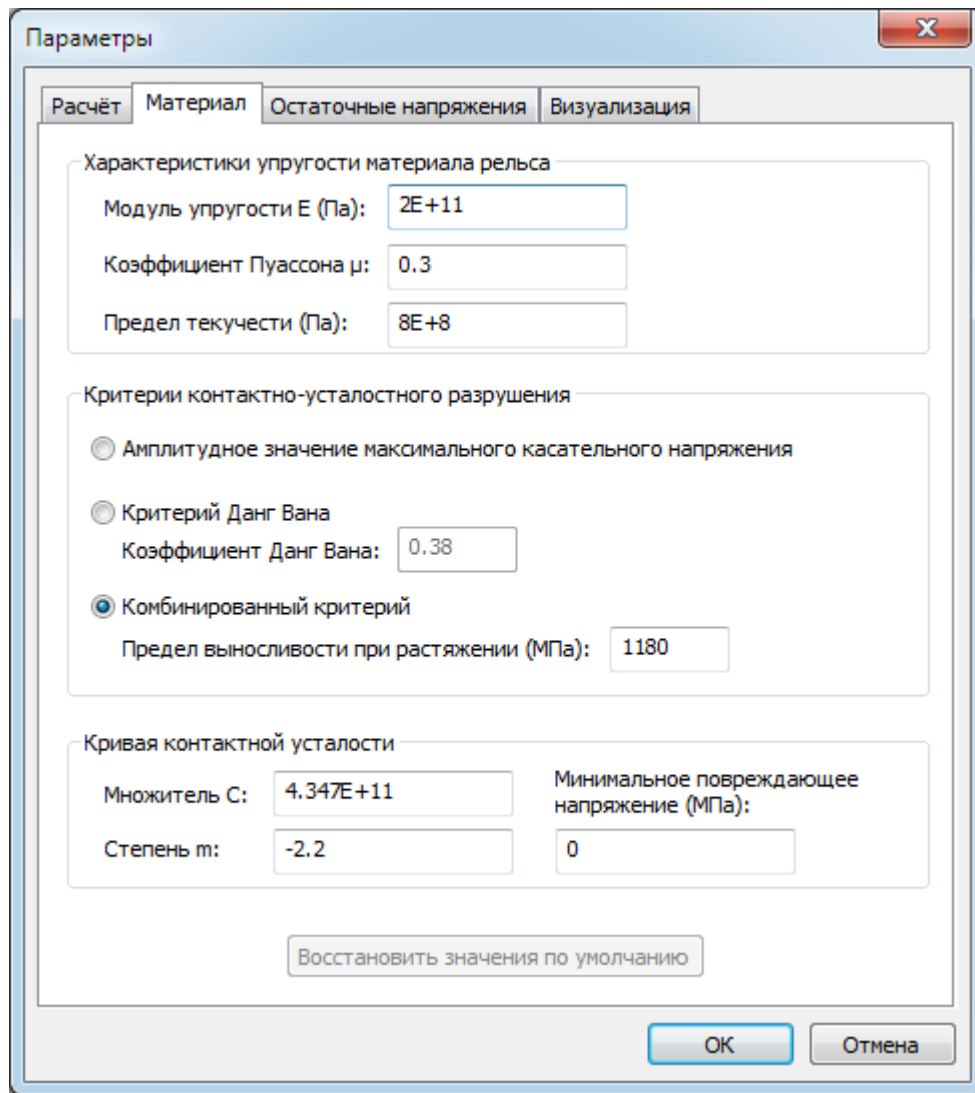 Параметры
Расчёт Материал Остаточные напряжения Визуализация
Характеристики упругости материала рельса
Модуль упругости E (Па): 2E+11
Коэффициент Пуассона μ: 0.3
Предел текучести (Па): 8E+8
Критерии контактно-усталостного разрушения
Амплитудное значение максимального касательного напряжения
Критерий Данг Вана
Коэффициент Данг Вана: 0.38
Комбинированный критерий
Предел выносливости при растяжении (МПа): 1180
Кривая контактной усталости
Множитель C: 4.347E+11
Минимальное повреждающее
напряжение (МПа):
Степень m: -2.2 0
Восстановить значения по умолчанию
OK Отмена